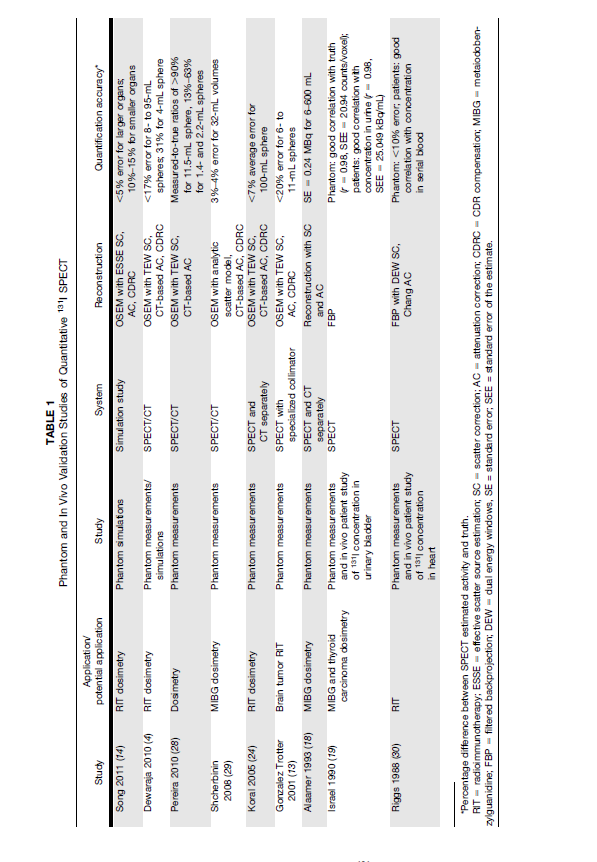 TABLE 1
Phantom and In Vivo Validation Studies of Quantitative 131I SPECT
Application/
Study potential application Study System Reconstruction Quantification accuracy*
Song 2011 (14) RIT dosimetry Phantom simulations Simulation study OSEM with ESSE SC, <5% error for larger organs;
AC, CDRC 10%–15% for smaller organs
Dewaraja 2010 (4) RIT dosimetry Phantom measurements/ SPECT/CT OSEM with TEW SC, <17% error for 8- to 95-mL
simulations CT-based AC, CDRC spheres; 31% for 4-mL sphere
Pereira 2010 (28) Dosimetry Phantom measurements SPECT/CT OSEM with TEW SC, Measured-to-true ratios of >90%
CT-based AC for 11.5-mL sphere, 13%–63%
for 1.4- and 2.2-mL spheres
Shcherbinin MIBG dosimetry Phantom measurements SPECT/CT OSEM with analytic 3%–4% error for 32-mL volumes
2008 (29) scatter model,
CT-based AC, CDRC
Koral 2005 (24) RIT dosimetry Phantom measurements SPECT and OSEM with TEW SC, <7% average error for
CT separately CT-based AC, CDRC 100-mL sphere
Gonzalez Trotter Brain tumor RIT Phantom measurements SPECT with OSEM with TEW SC, <20% error for 6- to
2001 (13) specialized collimator AC, CDRC 11-mL spheres
Alaamer 1993 (18) MIBG dosimetry Phantom measurements SPECT and CT Reconstruction with SC SE = 0.24 MBq for 6–600 mL
separately and AC
Israel 1990 (19) MIBG and thyroid Phantom measurements SPECT FBP Phantom: good correlation with truth
carcinoma dosimetry and in vivo patient study (r = 0.98, SEE = 20.94 counts/voxel);
of 131I concentration in patients: good correlation with
urinary bladder concentration in urine (r = 0.98,
SEE = 25.049 kBq/mL)
Riggs 1988 (30) RIT Phantom measurements SPECT FBP with DEW SC, Phantom: <10% error; patients: good
and in vivo patient study Chang AC correlation with concentration
of 131I concentration in serial blood
in heart
*Percentage difference between SPECT estimated activity and truth.
RIT = radioimmunotherapy; ESSE = effective scatter source estimation; SC = scatter correction; AC = attenuation correction; CDRC = CDR compensation; MIBG = metaiodoben-
zylguanidine; FBP = filtered backprojection; DEW = dual energy windows; SE = standard error; SEE = standard error of the estimate.